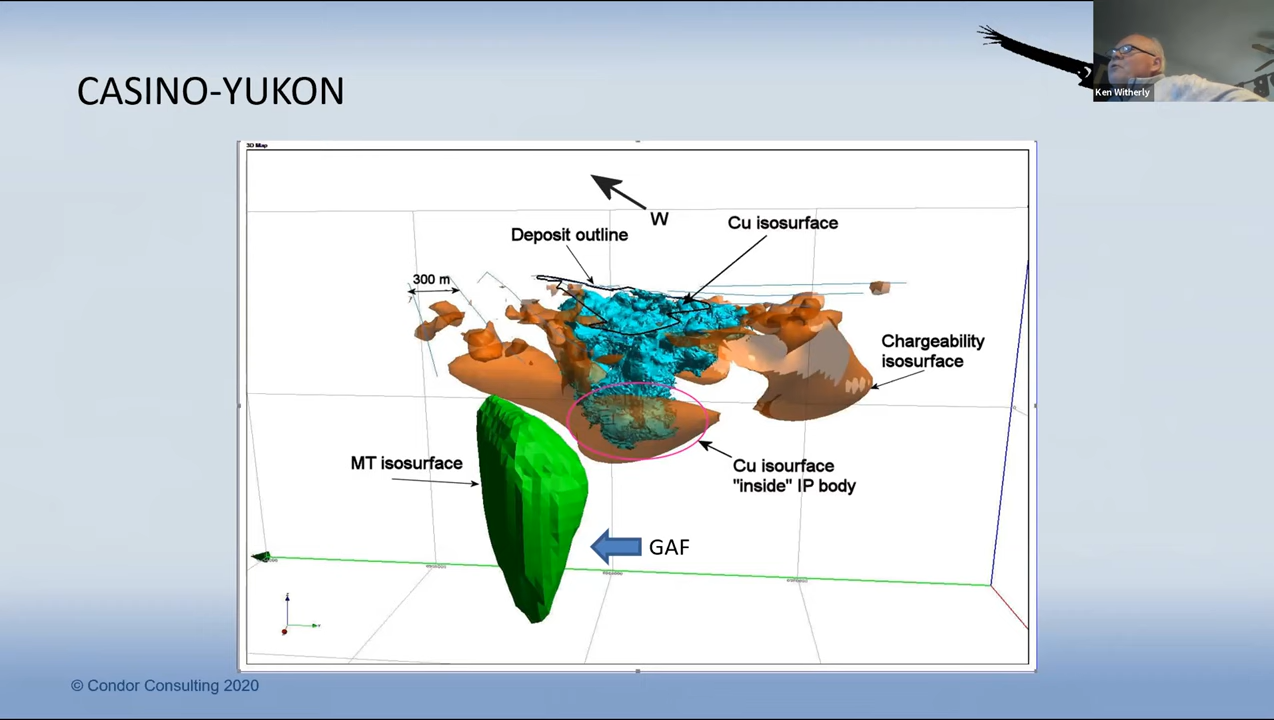 Ken Witherly
CASINO-YUKON
3D Map
W
Deposit outline
Cu isosurface
300 m
Chargeability
isosurface
MT isosurface
Cu isourface
"inside" IP body
GAF
© Condor Consulting 2020